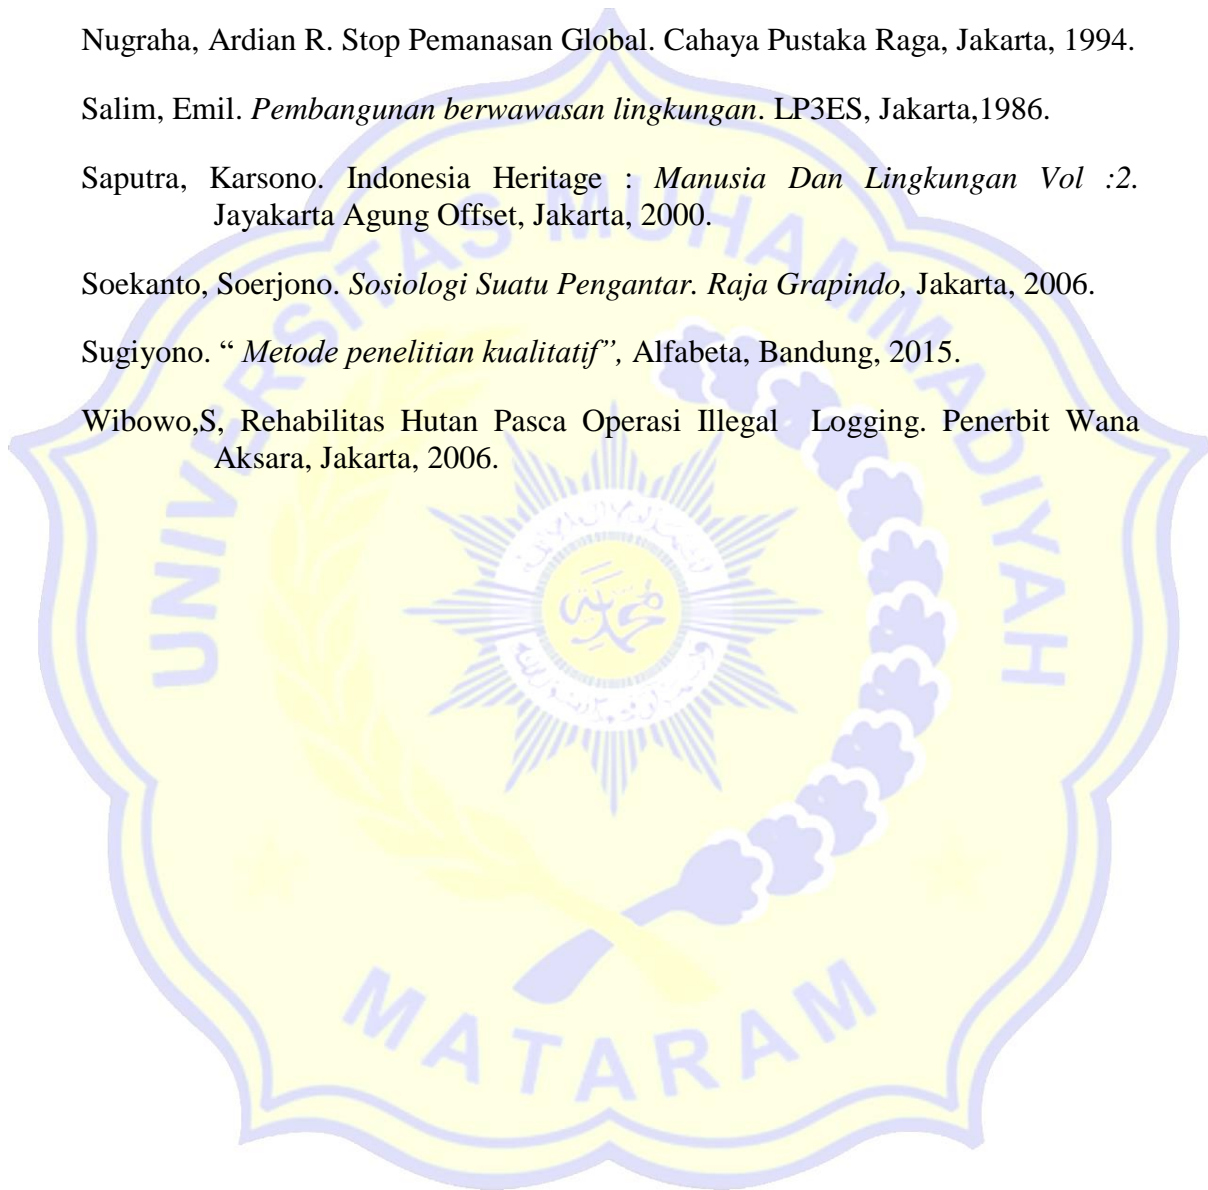 Nugraha, Ardian R. Stop Pemanasan Global. Cahaya Pustaka Raga, Jakarta, 1994.
Salim, Emil. Pembangunan berwawasan lingkungan. LP3ES, Jakarta,1986.
Saputra, Karsono. Indonesia Heritage : Manusia Dan Lingkungan Vol :2.
Jayakarta Agung Offset, Jakarta, 2000.
Soekanto, Soerjono. Sosiologi Suatu Pengantar. Raja Grapindo, Jakarta, 2006.
Sugiyono. “ Metode penelitian kualitatif”, Alfabeta, Bandung, 2015.
Wibowo,S, Rehabilitas Hutan Pasca Operasi Illegal Logging. Penerbit Wana
Aksara, Jakarta, 2006.
UNIVERSITAS MUHAMMADIYAH
MATARAM